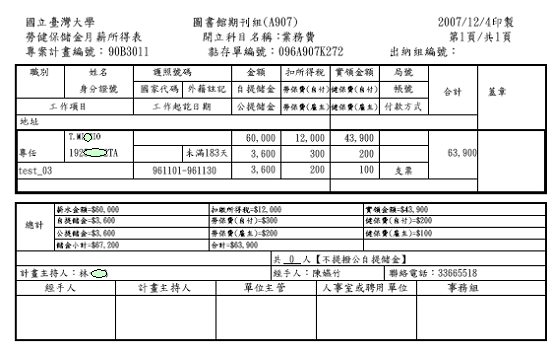 國立臺灣大學 圖書館期刊組(A907) 2007/12/4印製
勞健保儲金月薪所得表 開立科目名稱:業務費 第1頁/共1頁
專案計畫編號:90B3011 黏存單編號:096A907K272 出納組編號:
職別 姓名 護照號碼 金額 扣所得稅 實領金額 局號 合計 蓋章
身分證號 國家代碼 外籍註記 自提儲金 勞保費(自付) 健保費(自付) 帳號
工作項目 工作起訖日期 公提儲金 勞保費(雇主) 健保費(雇主) 付款方式
地址
60,000 12,000 43,900
專任 未滿183天 3,600 300 200 63,900
test_03 961101-961130 3,600 200 100 支票
總計 薪水金額=$60,000 扣繳所得稅=$12,000 實領金額=$43,900
自提儲金=$3,600 勞保費(自付)=$300 健保費(自付)=$200
公提儲金=$3,600 勞保費(雇主)=$200 健保費(雇主)=$100
儲金小計=$67,200 合計=$63,900
共 0 人【不提撥公自提儲金】
計畫主持人:林 經手人:陳嬿竹 聯絡電話:33665518
經手人 計畫主持人 單位主管 人事室或聘用單位 事務組